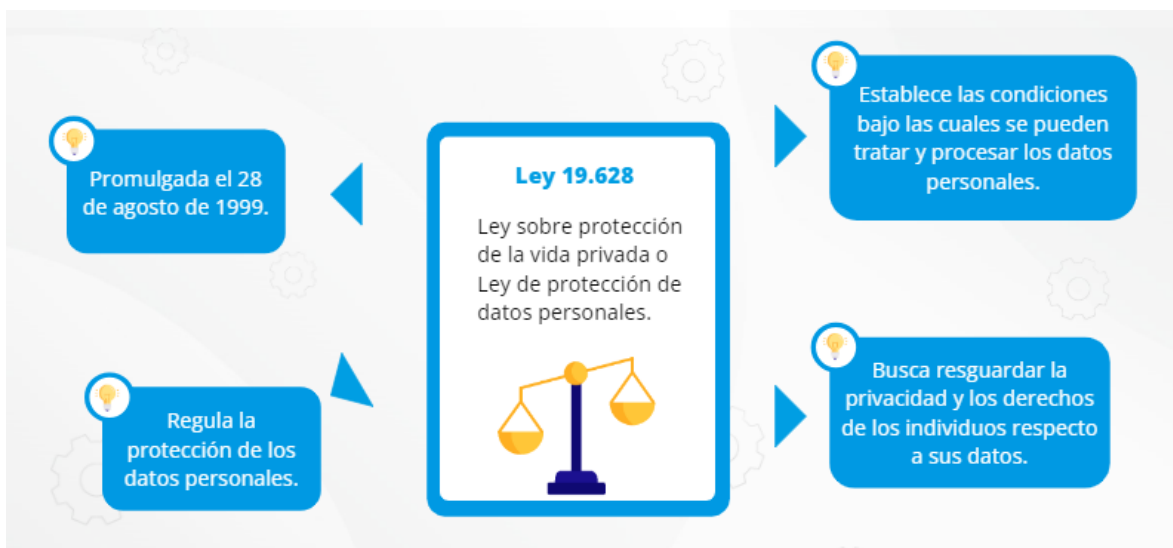 Promulgada el 28
de agosto de 1999.
Regula la
protección de los
datos personales.
Ley 19.628
Ley sobre protección
de la vida privada o
Ley de protección de
datos personales.
Establece las condiciones
bajo las cuales se pueden
tratar y procesar los datos
personales.
Busca resguardar la
privacidad y los derechos
de los individuos respecto
a sus datos.